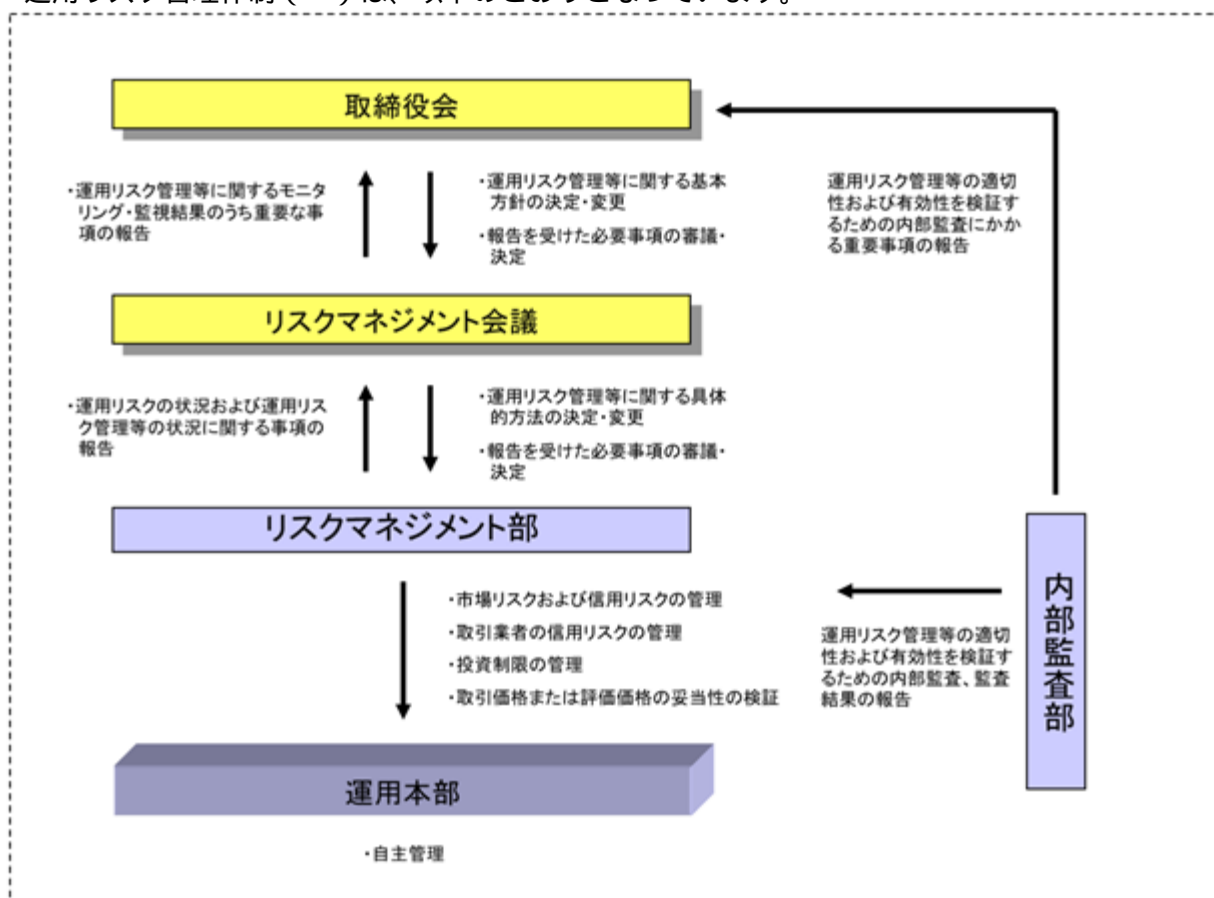 取締役会
・運用リスク管理等に関するモニタ
リング・監視結果のうち重要な事
項の報告
・運用リスク管理等に関する基本
方針の決定・変更
・報告を受けた必要事項の審議・
決定
運用リスク管理等の適切
性および有効性を検証す
るための内部監査にかか
る重要事項の報告
リスクマネジメント会議
・運用リスクの状況および運用リス
ク管理等の状況に関する事項の
報告
・運用リスク管理等に関する具体
的方法の決定・変更
・報告を受けた必要事項の審議・
決定
リスクマネジメント部
・市場リスクおよび信用リスクの管理
・取引業者の信用リスクの管理
・投資制限の管理
・取引価格または評価価格の妥当性の検証
運用リスク管理等の適切
性および有効性を検証す
るための内部監査、監査
結果の報告
内部監査部
運用本部
・自主管理